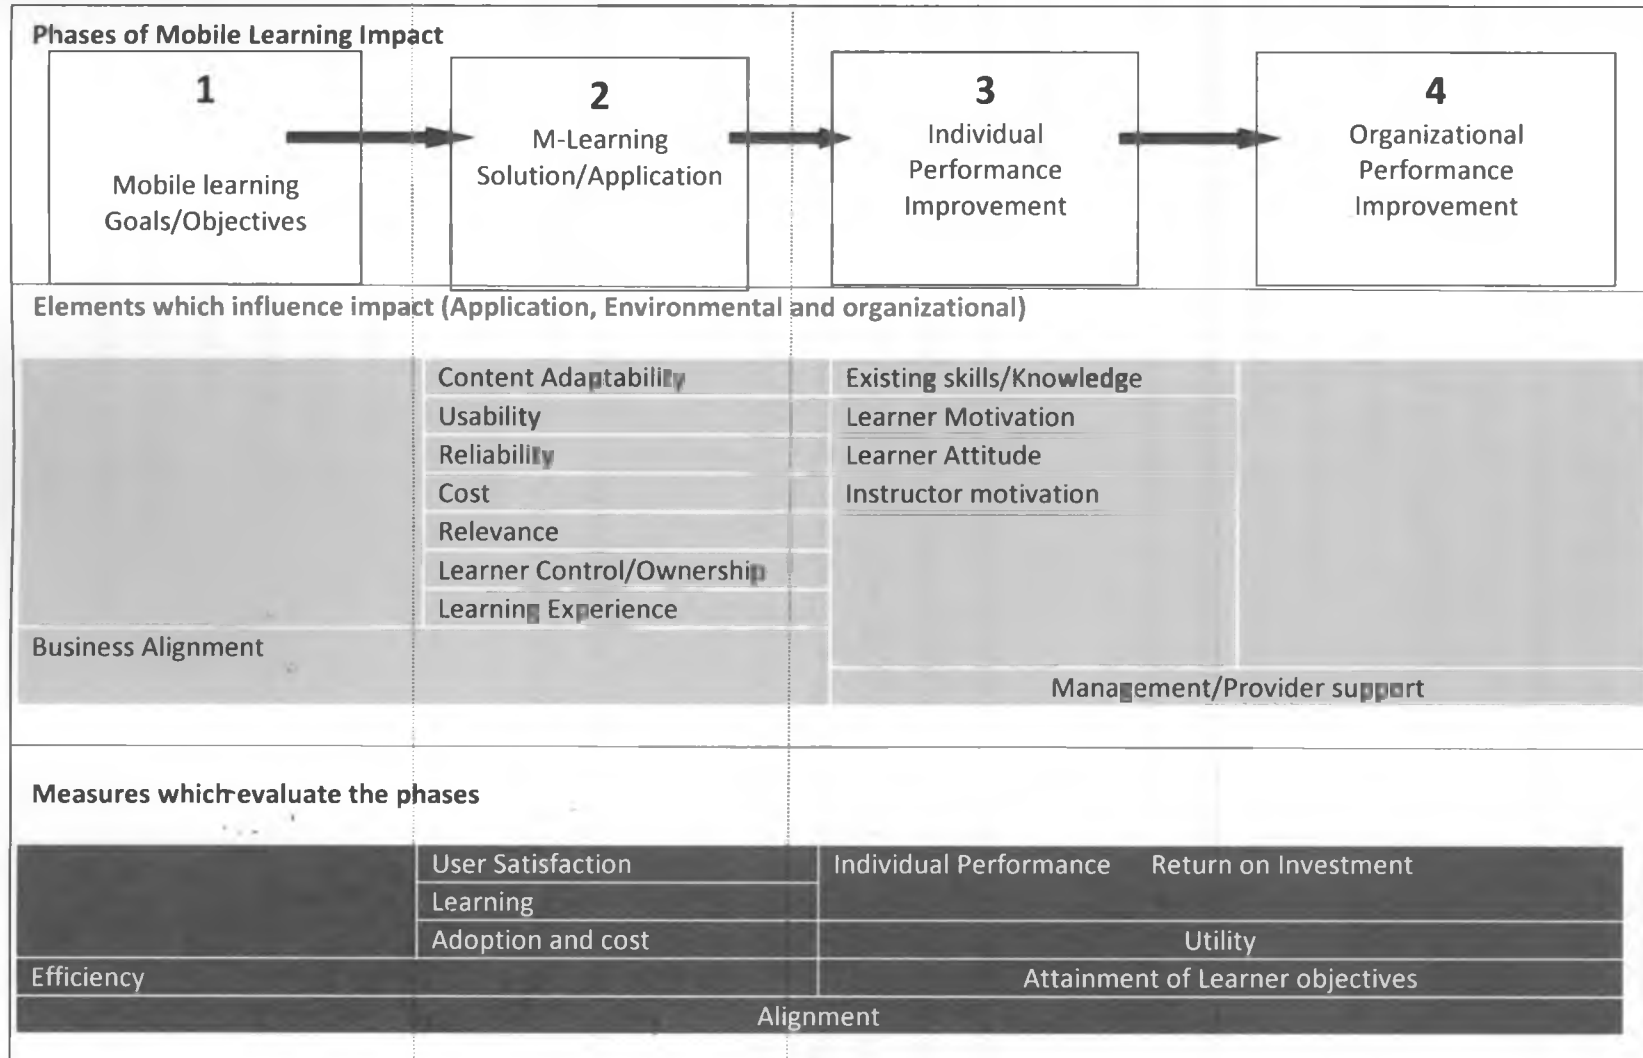 Phases of Mobile Learning Impact
1
Mobile learning
Goals/Objectives
2
M-Learning
Solution/Application
3
Individual
Performance
Improvement
4
Organizational
Performance
Improvement
Elements which influence impact (Application, Environmental and organizational)
Content Adaptability
Usability
Reliability
Cost
Relevance
Learner Control/Ownership
Learning Experience
Existing skills/Knowledge
Learner Motivation
Learner Attitude
Instructor motivation
Business Alignment
Management/Provider support
Measures which evaluate the phases
User Satisfaction
Learning
Adoption and cost
Individual Performance Return on Investment
Utility
Efficiency
Attainment of Learner objectives
Alignment